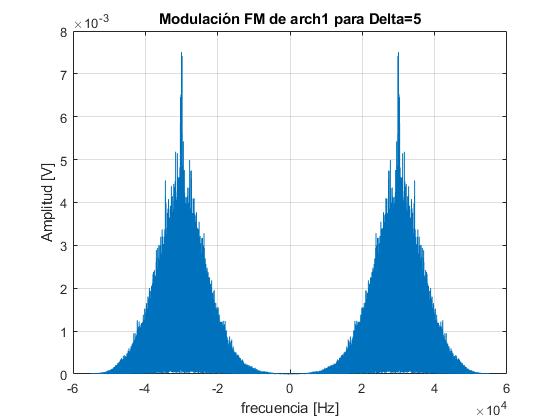 Modulación FM de arch1 para Delta=5
×10⁻³
8
7
6
5
4
3
2
1
0
Amplitud [V]
-6 -4 -2 0 2 4 6
×10⁴
frecuencia [Hz]